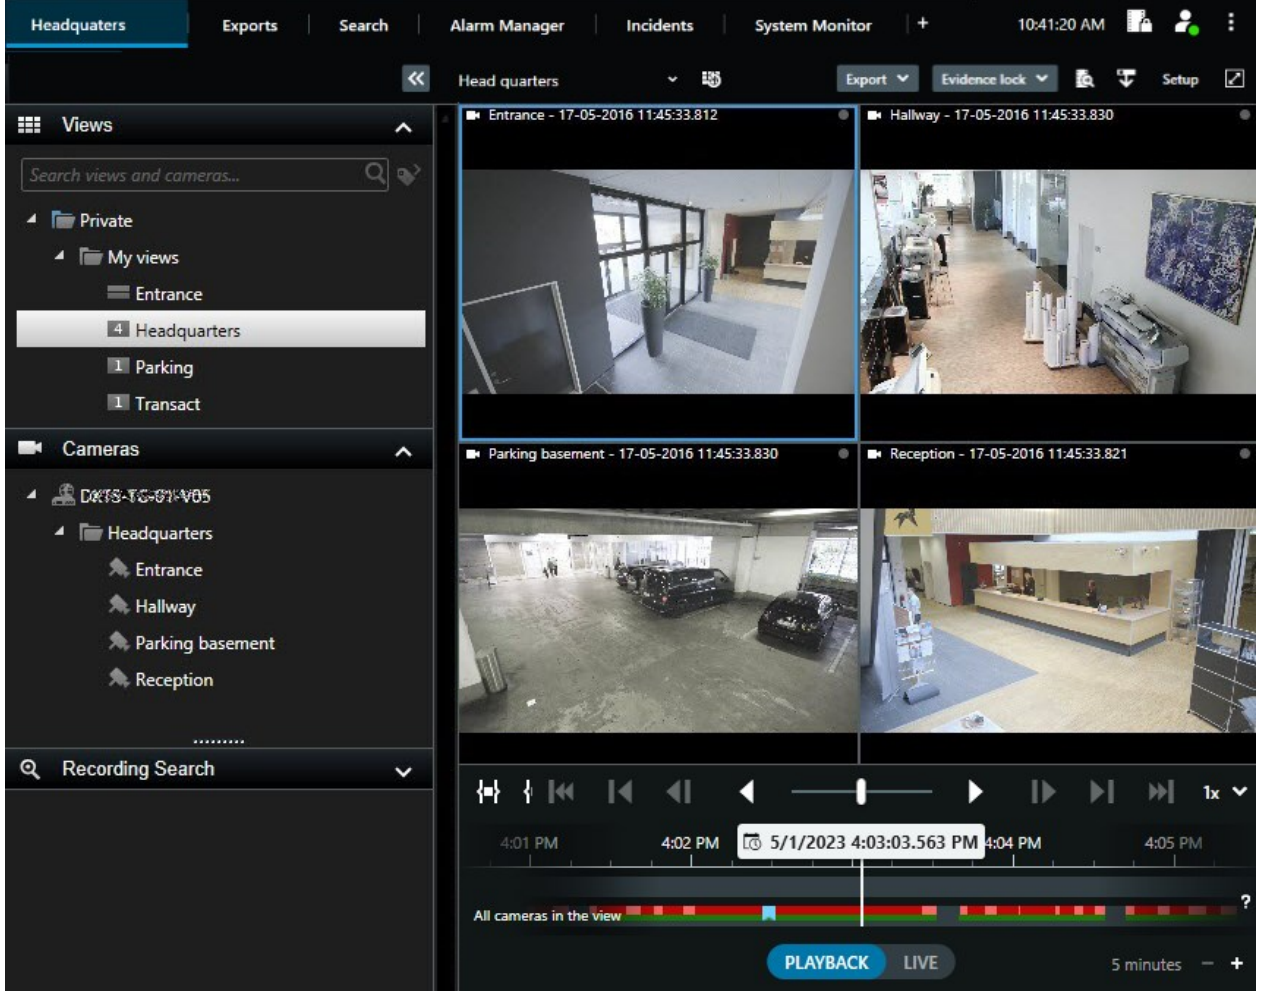 Headquaters Exports Search Alarm Manager Incidents System Monitor + 10:41:20 AM
Head quarters Export Evidence lock Setup
Views
Search views and cameras...
Private
My views
Entrance
4 Headquarters
1 Parking
1 Transact
Cameras
Headquarters
Entrance
Hallway
Parking basement
Reception
Recording Search
Entrance - 17-05-2016 11:45:33.812
Hallway - 17-05-2016 11:45:33.830
Parking basement - 17-05-2016 11:45:33.830
Reception - 17-05-2016 11:45:33.821
1x
4:01 PM 4:02 PM 5/1/2023 4:03:03.563 PM 4:04 PM 4:05 PM
All cameras in the view ?
PLAYBACK LIVE 5 minutes − +